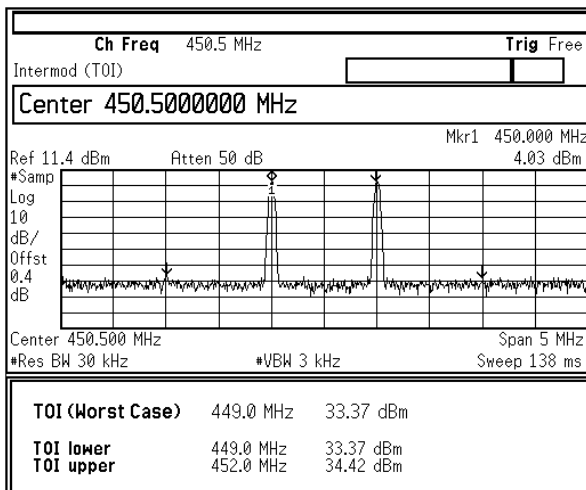 Ch Freq 450.5 MHz Trig Free
Intermod (TOI)
Center 450.5000000 MHz
Mkr1 450.000 MHz
Ref 11.4 dBm Atten 50 dB 4.03 dBm
#Samp
Log
10
dB/
Offst
0.4
dB
1
Center 450.500 MHz Span 5 MHz
#Res BW 30 kHz #VBW 3 kHz Sweep 138 ms
TOI (Worst Case) 449.0 MHz 33.37 dBm
TOI lower 449.0 MHz 33.37 dBm
TOI upper 452.0 MHz 34.42 dBm